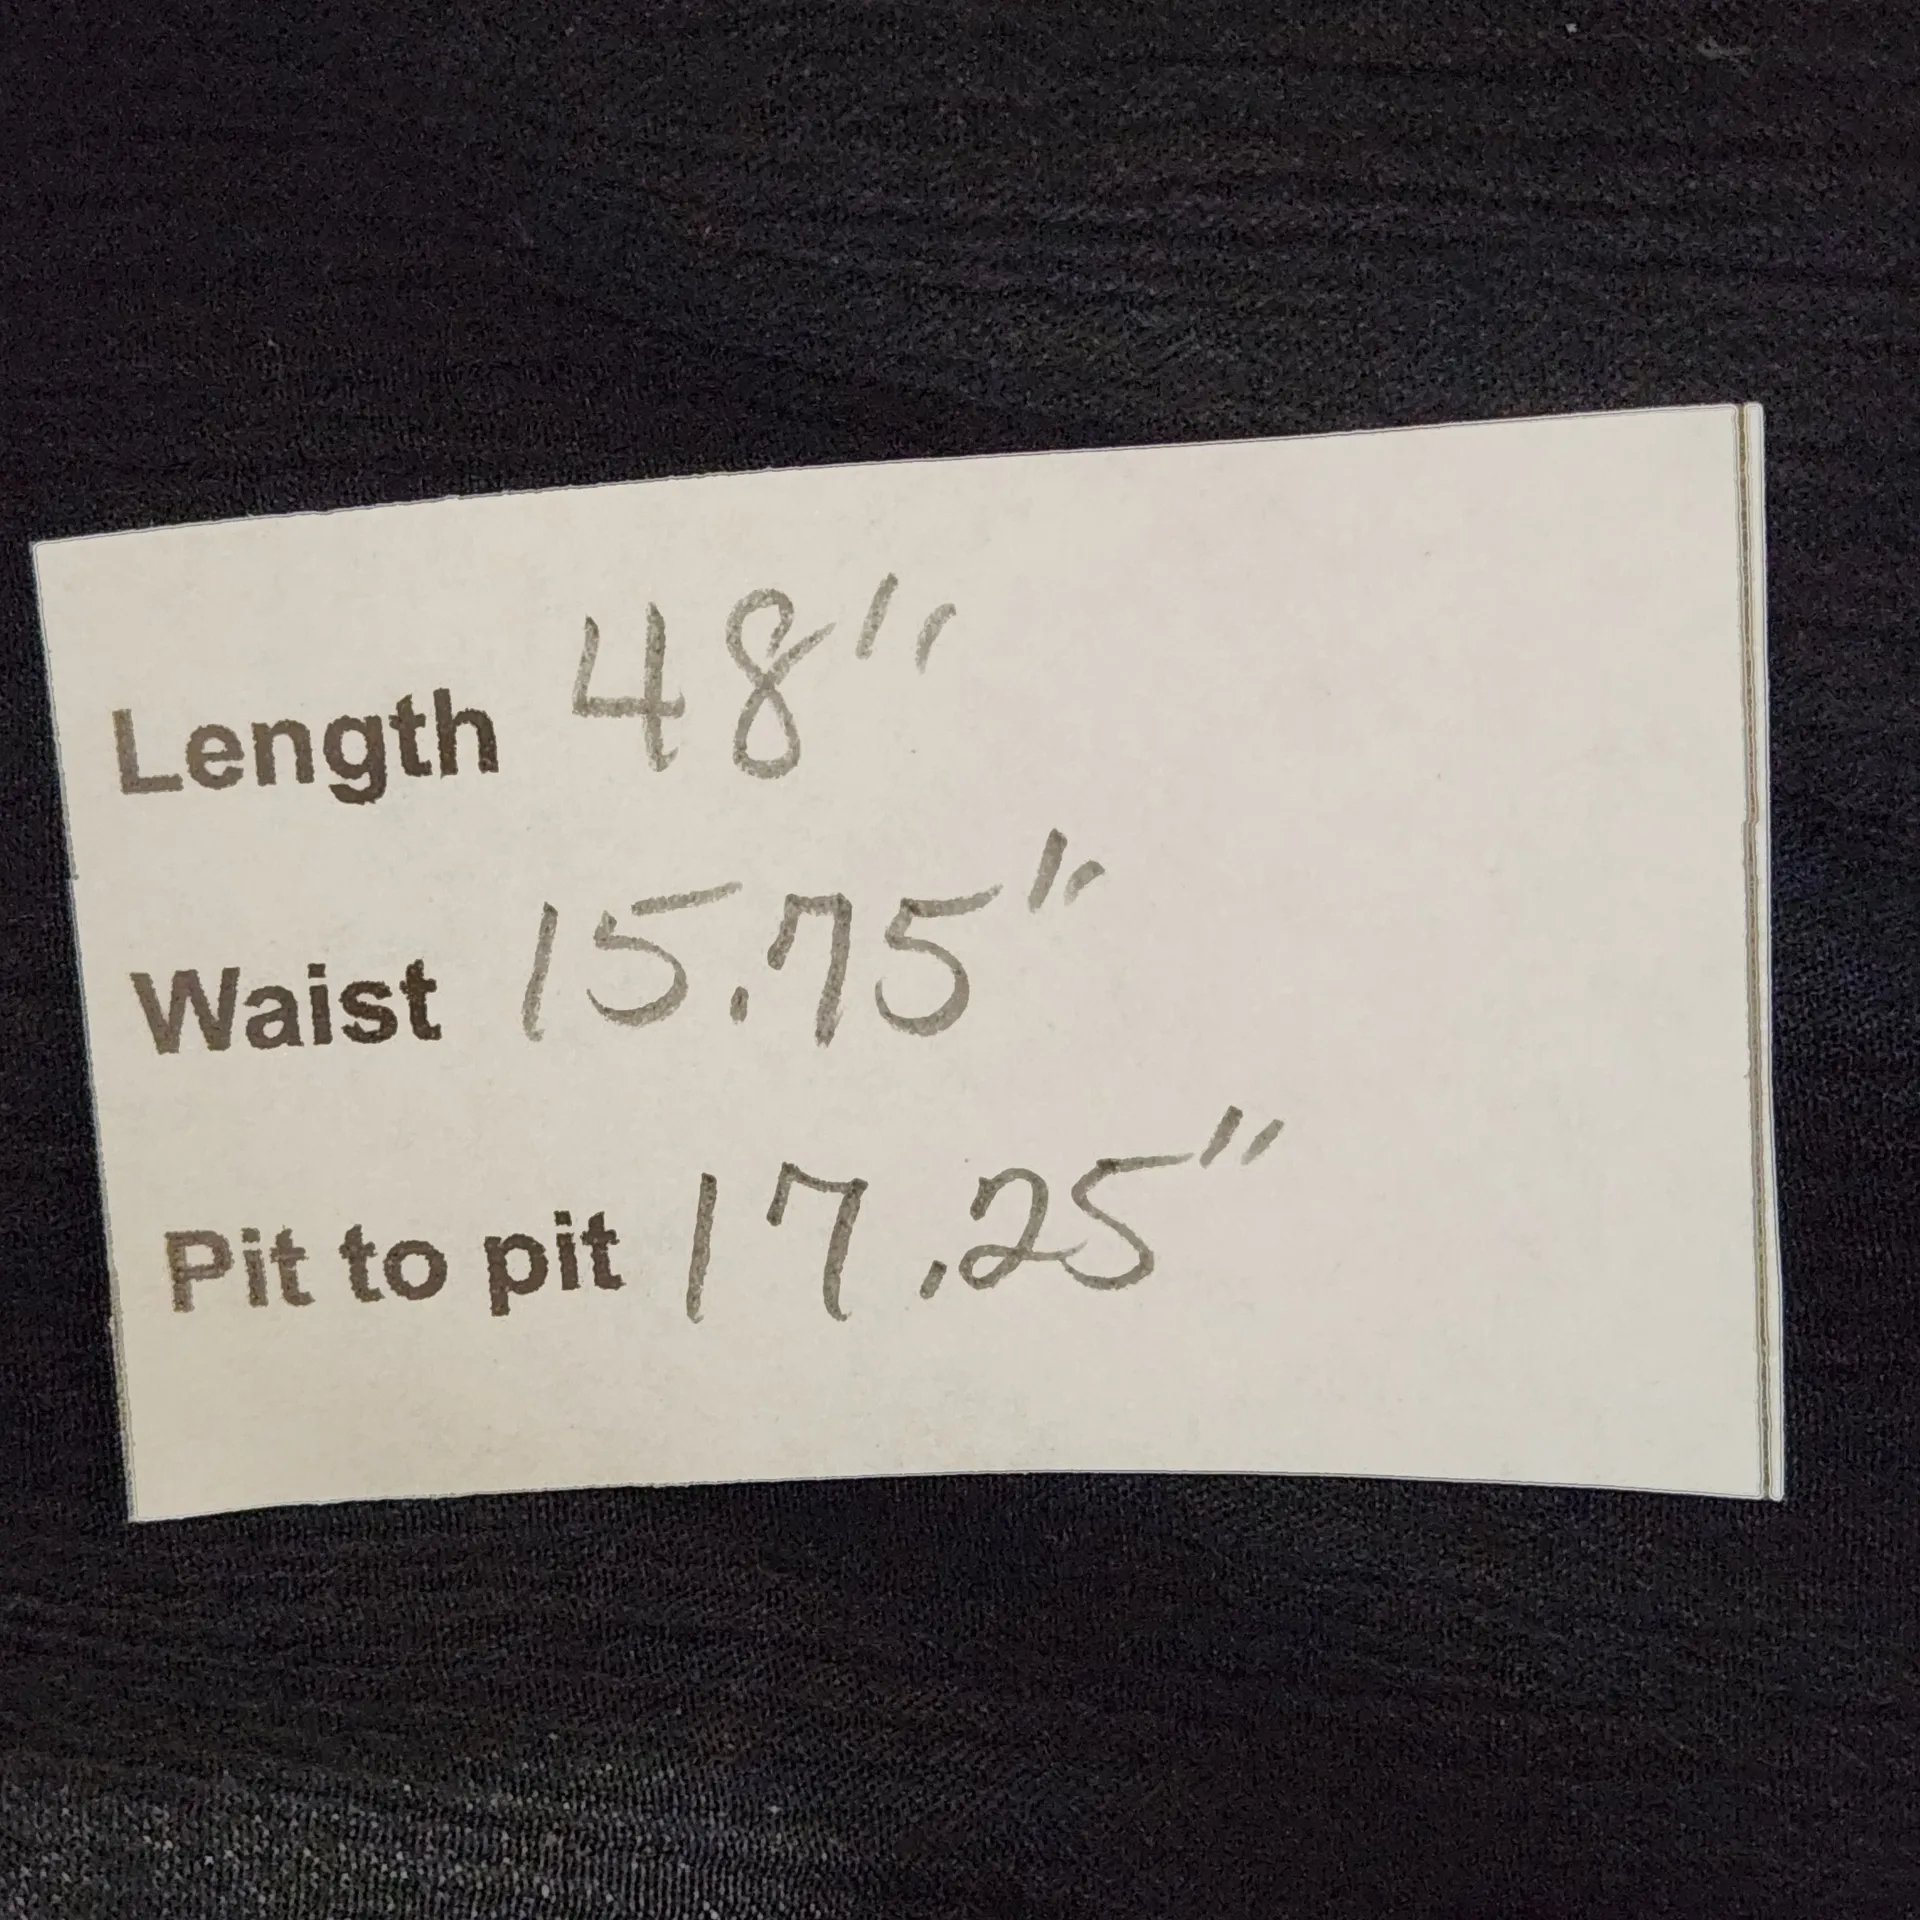 Length 48"
Waist 15.75"
Pit to pit 17.25"